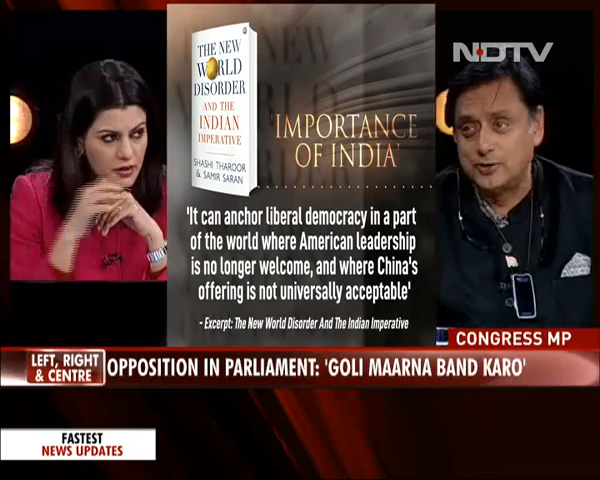 NDTV
THE NEW
WORLD
DISORDER
AND THE
INDIAN
IMPERATIVE
SHASHI THAROOR
& SAMIR SARAN
'IMPORTANCE
OF INDIA'
'It can anchor liberal democracy in a part
of the world where American leadership
is no longer welcome, and where China's
offering is not universally acceptable'
- Excerpt: The New World Disorder And The Indian Imperative
CONGRESS MP
LEFT, RIGHT
& CENTRE
OPPOSITION IN PARLIAMENT: 'GOLI MAARNA BAND KARO'
FASTEST
NEWS UPDATES